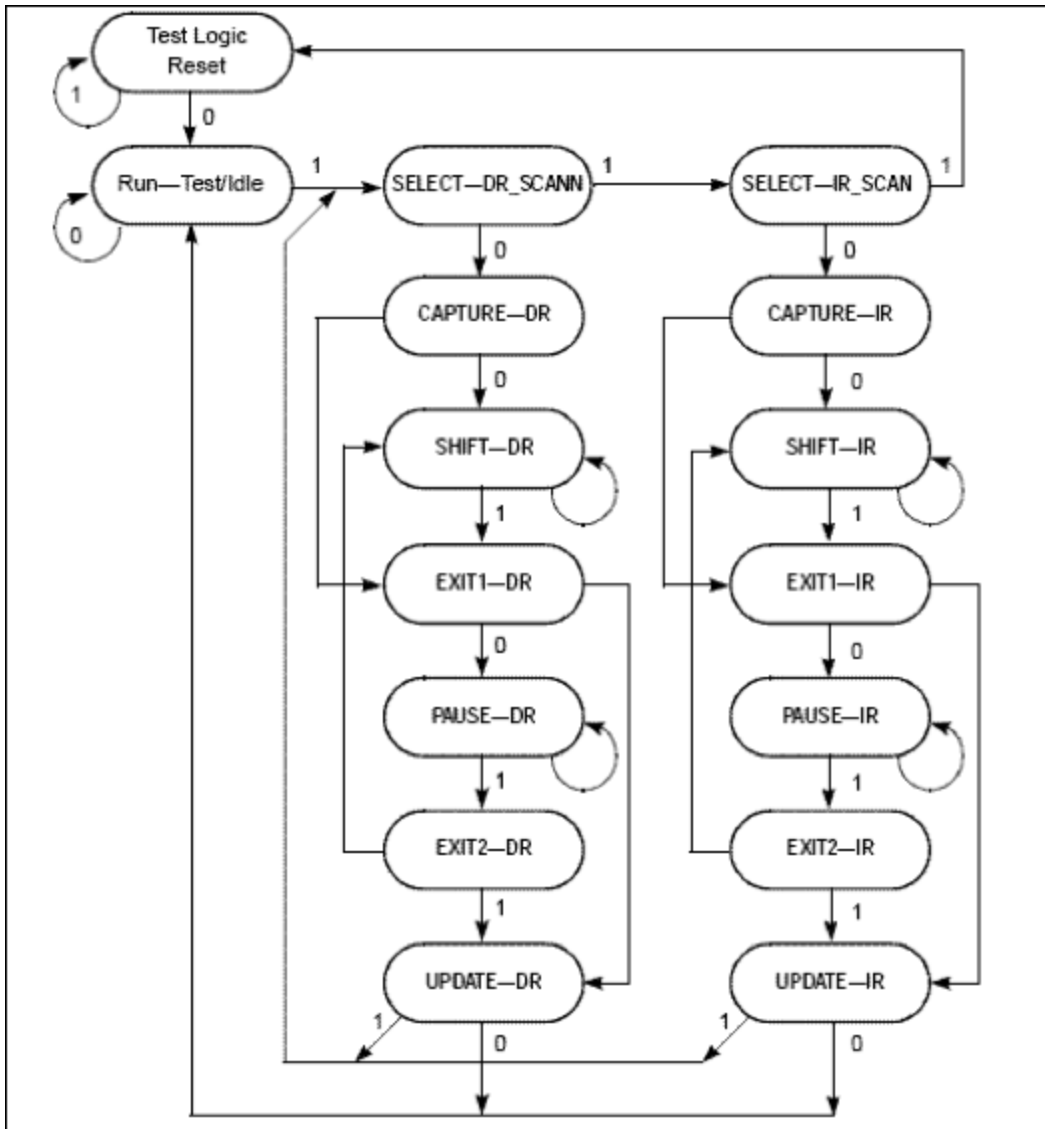 Test Logic
Reset
1
0
Run—Test/Idle
1
SELECT—DR_SCANN
1
SELECT—IR_SCAN
1
0
0
0
CAPTURE—DR
CAPTURE—IR
0
0
SHIFT—DR
SHIFT—IR
1
1
EXIT1—DR
EXIT1—IR
0
0
PAUSE—DR
PAUSE—IR
1
1
EXIT2—DR
EXIT2—IR
1
1
UPDATE—DR
UPDATE—IR
1
0
1
0